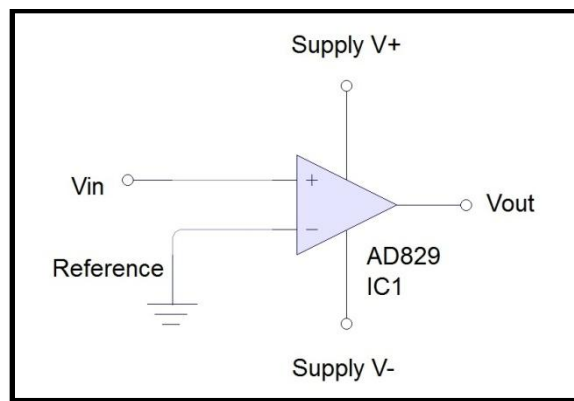 Supply V+
Vin
+
−
Vout
Reference
AD829
IC1
Supply V-